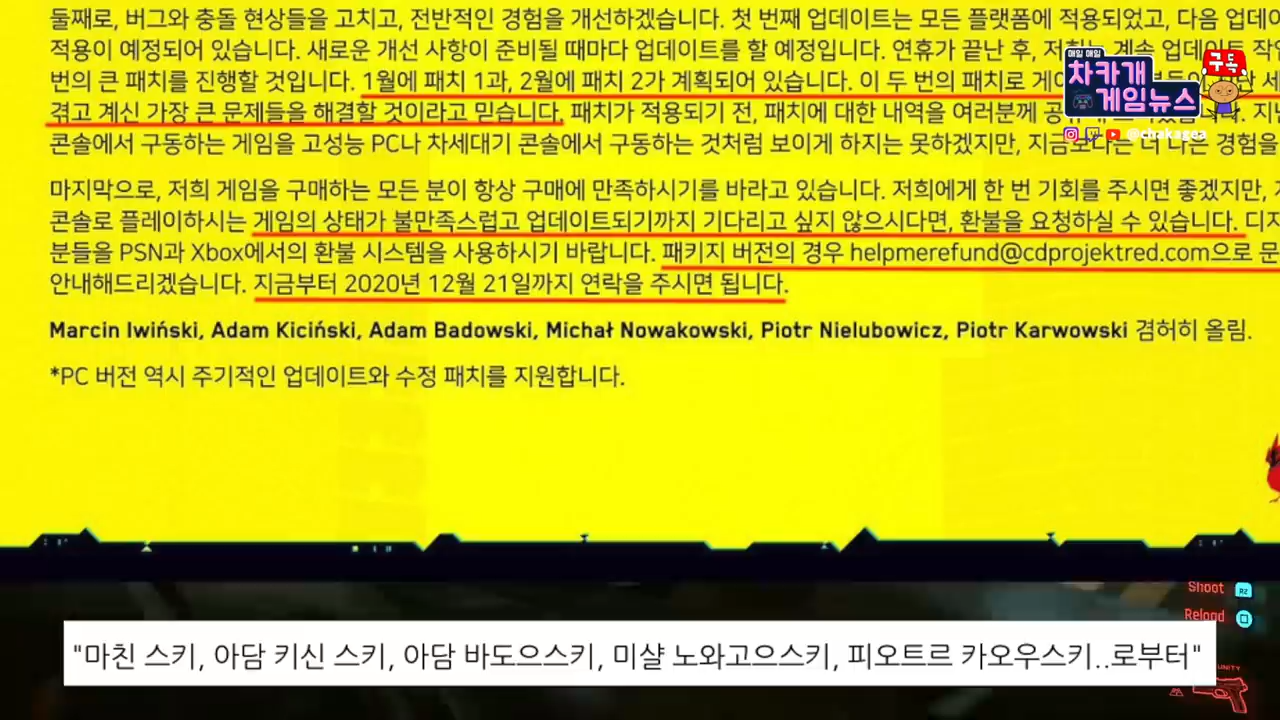 둘째로, 버그와 충돌 현상들을 고치고, 전반적인 경험을 개선하겠습니다. 첫 번째 업데이트는 모든 플랫폼에 적용되었고, 다음 업데이
적용이 예정되어 있습니다. 새로운 개선 사항이 준비될 때마다 업데이트를 할 예정입니다. 연휴가 끝난 후, 저희는 계속 업데이트 작
번의 큰 패치를 진행할 것입니다. 1월에 패치 1과, 2월에 패치 2가 계획되어 있습니다. 이 두 번의 패치로
겪고 계신 가장 큰 문제들을 해결할 것이라고 믿습니다. 패치가 적용되기 전, 패치에 대한 내역을 여러분께
콘솔에서 구동하는 게임을 고성능 PC나 차세대기 콘솔에서 구동하는 것처럼 보이게 하지는 못하겠지만, 지금보다는 더 나은 경험을
마지막으로, 저희 게임을 구매하는 모든 분이 항상 구매에 만족하시기를 바라고 있습니다. 저희에게 한 번 기회를 주시면 좋겠지만,
콘솔로 플레이하시는 게임의 상태가 불만족스럽고 업데이트되기까지 기다리고 싶지 않으시다면, 환불을 요청하실 수 있습니다. 디지
분들을 PSN과 Xbox에서의 환불 시스템을 사용하시기 바랍니다. 패키지 버전의 경우 helpmerefund@cdprojektred.com으로 문
안내해드리겠습니다. 지금부터 2020년 12월 21일까지 연락을 주시면 됩니다.
Marcin Iwiński, Adam Kiciński, Adam Badowski, Michał Nowakowski, Piotr Nielubowicz, Piotr Karwowski 겸허히 올림.
*PC 버전 역시 주기적인 업데이트와 수정 패치를 지원합니다.
매일 매일
차카개
게임뉴스
구독
@chakagea
Shoot R2
Reload
"마친 스키, 아담 키신 스키, 아담 바도으스키, 미샬 노와고으스키, 피오트르 카오우스키..로부터"